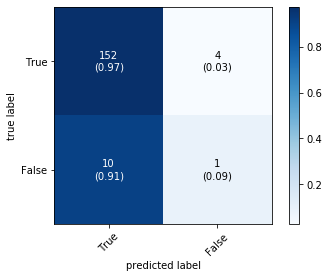 152
(0.97)
4
(0.03)
10
(0.91)
1
(0.09)
True
False
true label
True
False
predicted label
0.8
0.6
0.4
0.2